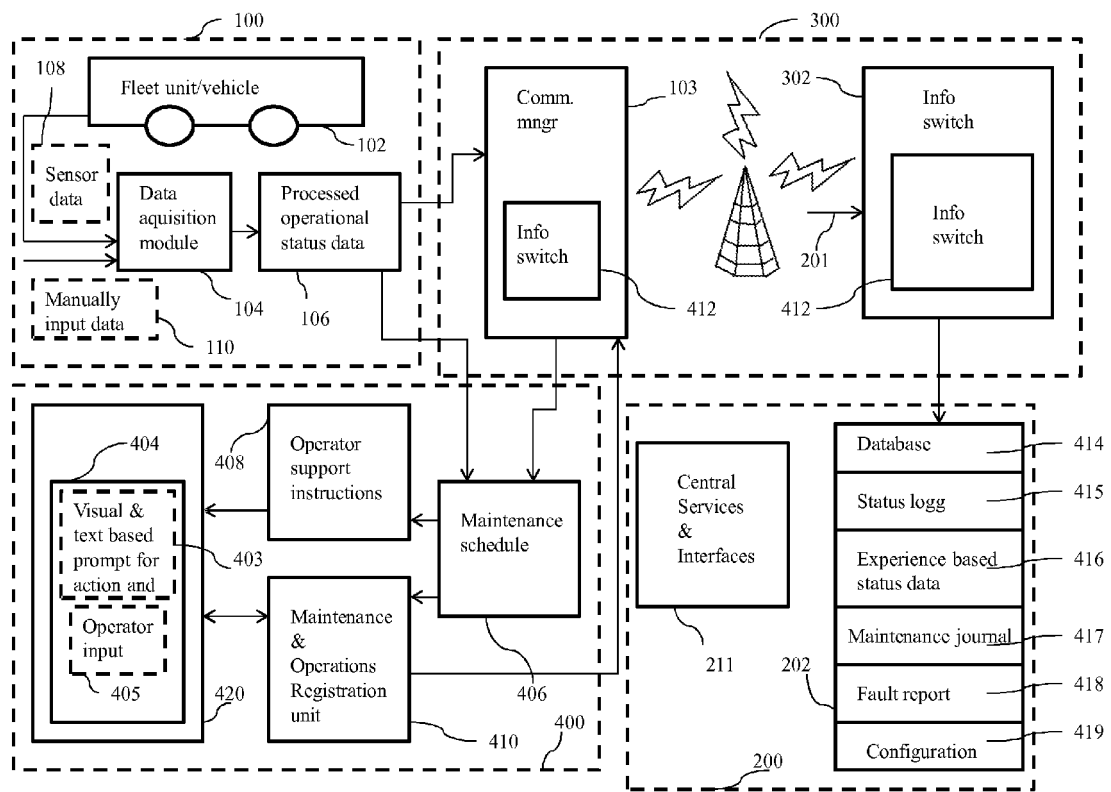 100
108
Fleet unit/vehicle
102
Sensor
data
Data
aquisition
module
Processed
operational
status data
104
106
Manually
input data
110
300
103
Comm.
mngr
Info
switch
412
302
Info
switch
Info
switch
201
412
404
408
Visual &
text based
prompt for
action and
403
Operator
input
405
420
Operator
support
instructions
Maintenance
schedule
406
Maintenance
&
Operations
Registration
unit
410
400
Central
Services
&
Interfaces
211
202
Database
414
Status logg
415
Experience based
status data
416
Maintenance journal
417
Fault report
418
Configuration
419
200